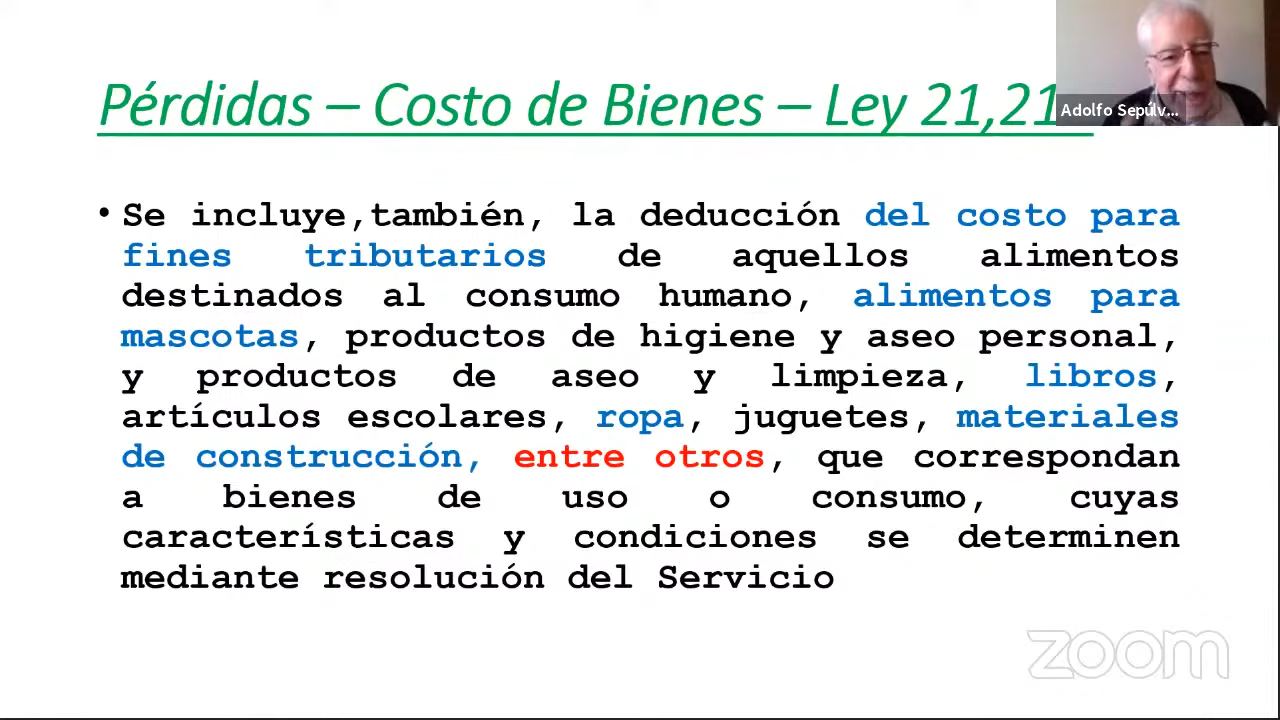 Pérdidas – Costo de Bienes – Ley
Adolfo Sepúlv...
• Se incluye,también, la deducción del costo para
fines tributarios de aquellos alimentos
destinados al consumo humano, alimentos para
mascotas, productos de higiene y aseo personal,
y productos de aseo y limpieza, libros,
artículos escolares, ropa, juguetes, materiales
de construcción, entre otros, que correspondan
a bienes de uso o consumo, cuyas
características y condiciones se determinen
mediante resolución del Servicio
zoom